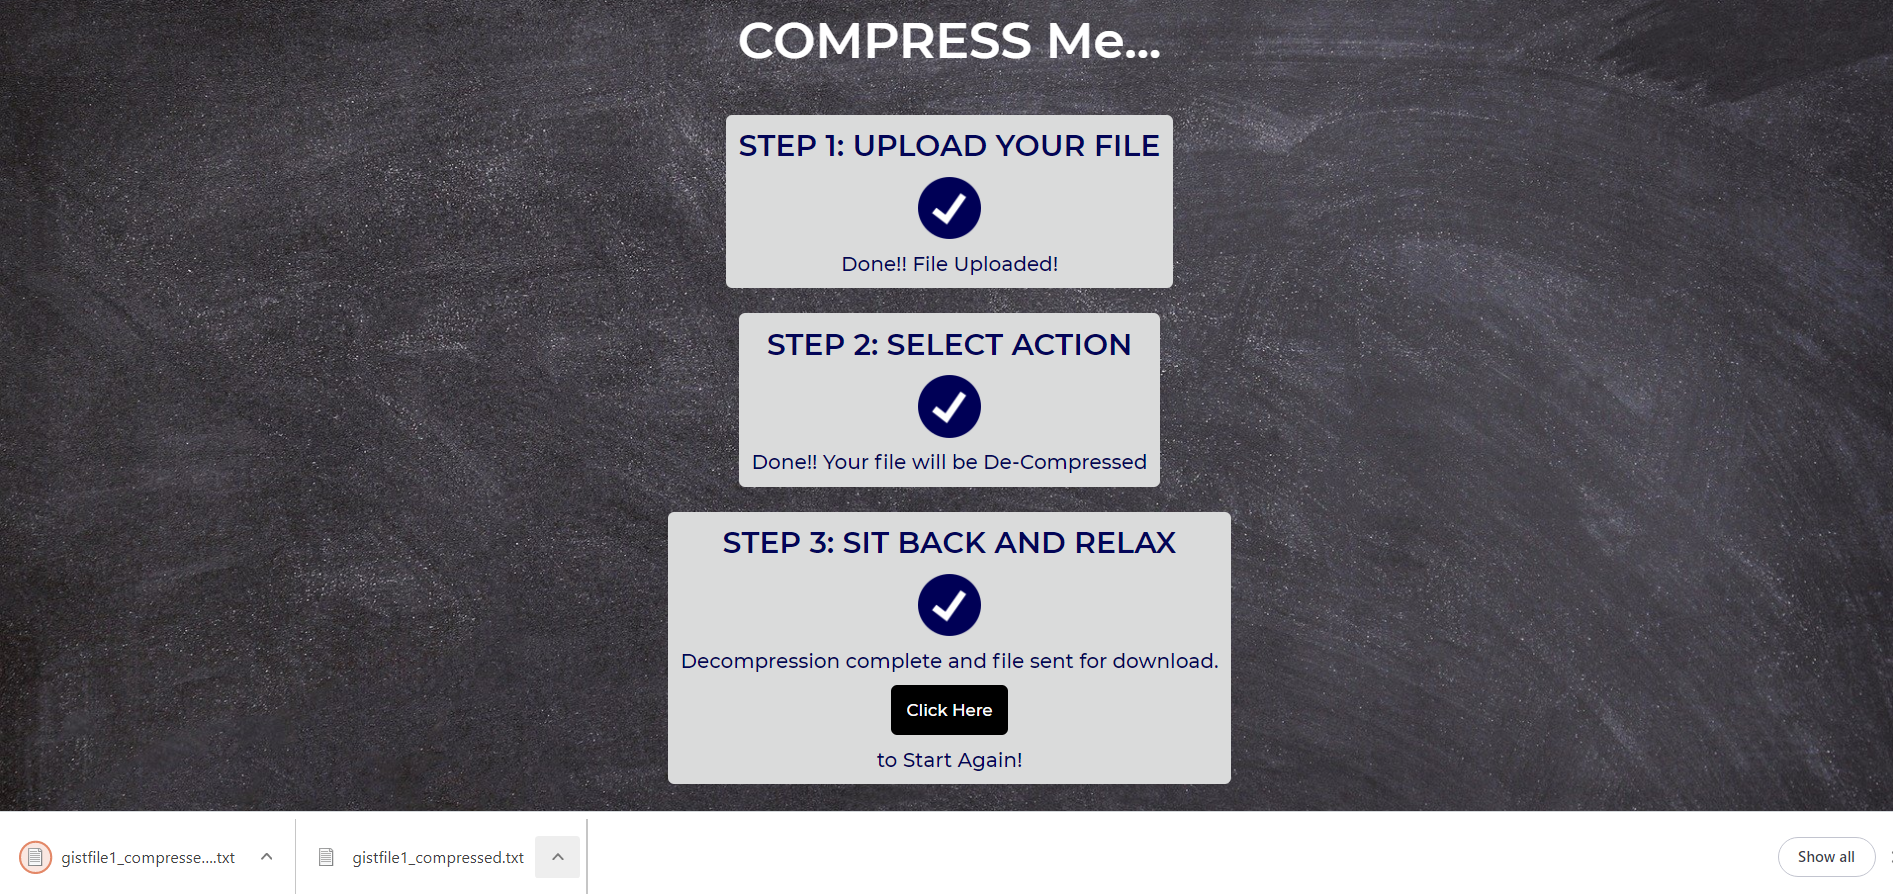 COMPRESS Me...
STEP 1: UPLOAD YOUR FILE
Done!! File Uploaded!
STEP 2: SELECT ACTION
Done!! Your file will be De-Compressed
STEP 3: SIT BACK AND RELAX
Decompression complete and file sent for download.
Click Here
to Start Again!
gistfile1_compresse....txt
gistfile1_compressed.txt
Show all